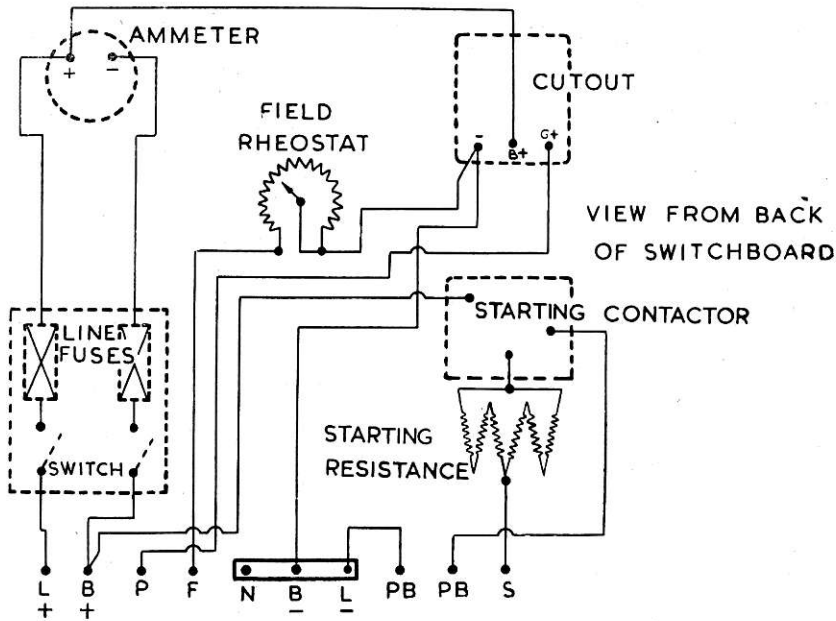 AMMETER
+ -
CUTOUT
- B+ G+
FIELD
RHEOSTAT
VIEW FROM BACK
OF SWITCHBOARD
LINE
FUSES
STARTING CONTACTOR
STARTING
RESISTANCE
SWITCH
L B P F N B L PB PB S
+ + - -